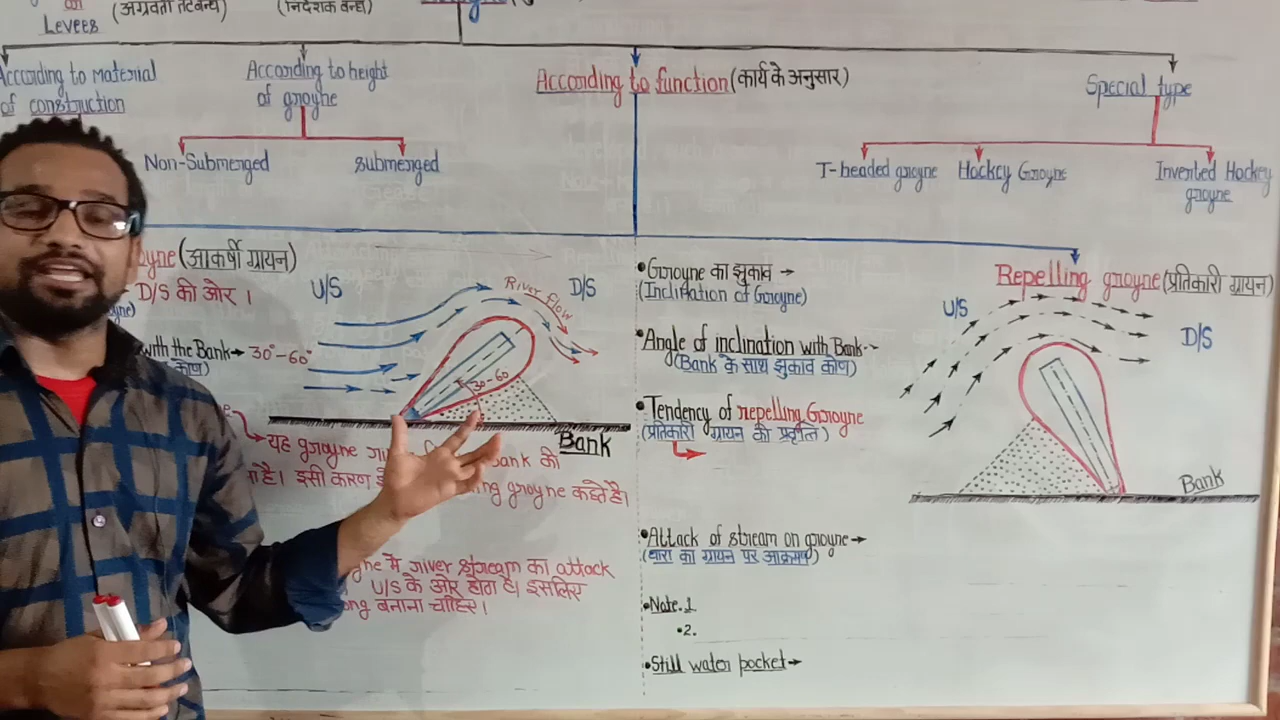 Levees
(अग्रवर्ती तटबन्ध)
(निर्देशक बन्ध)
According to material
of construction
According to height
of groyne
According to function (कार्य के अनुसार)
Special type
Non-Submerged
submerged
T-headed groyne
Hockey Groyne
Inverted Hockey
groyne
oyne (आकर्षी ग्रायन)
D/S की ओर ।
with the Bank→ 30°-60°
कोण)
U/S
River flow
D/S
30-60
Bank
यह groyne
Bank को
है। इसी कारण
groyne कहते है।
में river stream का attack
U/S के ओर होता है। इसलिए
बनाना चाहिए।
•Groyne का झुकाव →
(Inclination of Groyne)
•Angle of inclination with Bank-
(Bank के साथ झुकाव कोण)
•Tendency of repelling Groyne
(प्रतिकारी ग्रायन की प्रवृत्ति)
•Attack of stream on groyne→
(धारा का ग्रायन पर आक्रमण)
•Note.1
•2.
•Still water pocket→
Repelling groyne (प्रतिकारी ग्रायन)
U/S
D/S
Bank